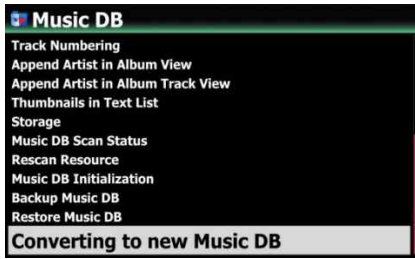 Music DB
Track Numbering
Append Artist in Album View
Append Artist in Album Track View
Thumbnails in Text List
Storage
Music DB Scan Status
Rescan Resource
Music DB Initialization
Backup Music DB
Restore Music DB
Converting to new Music DB